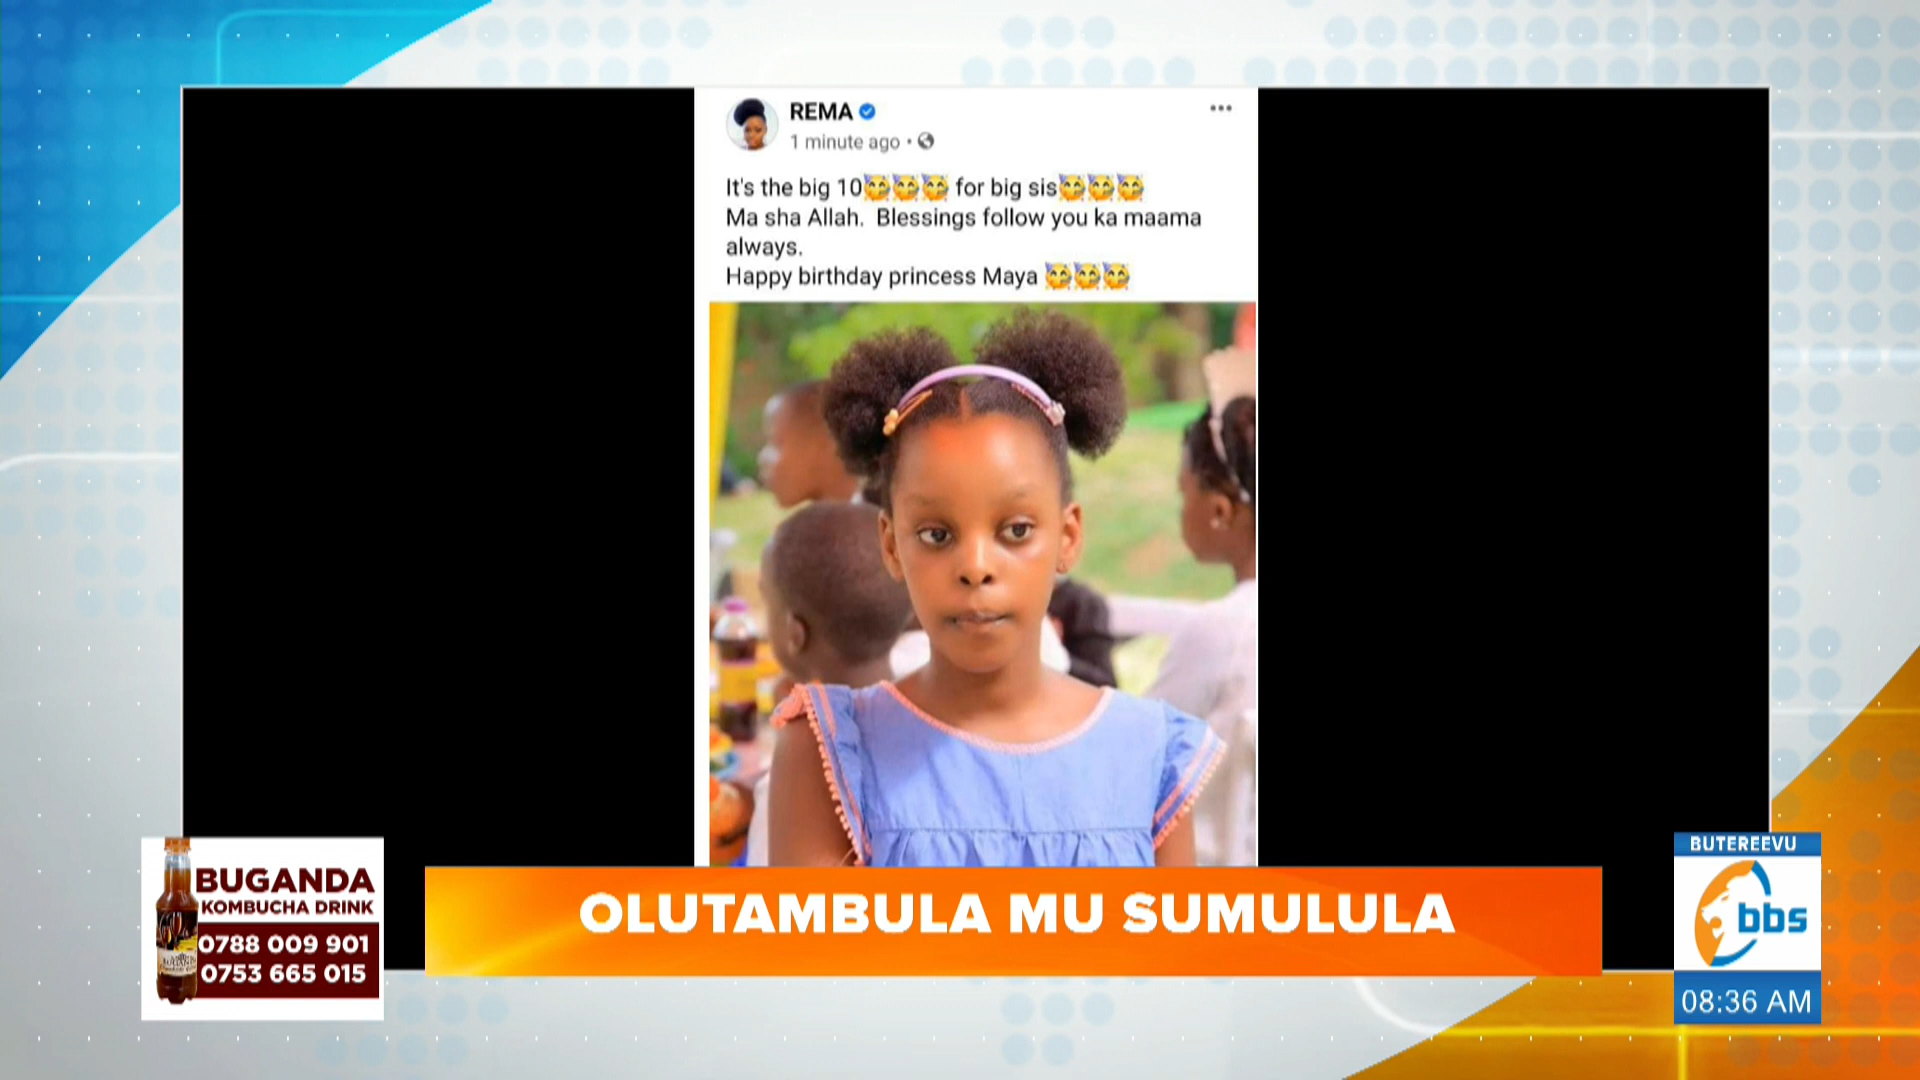 REMA
1 minute ago •
It's the big 10🥳🥳🥳 for big sis🥳🥳🥳
Ma sha Allah. Blessings follow you ka maama
always.
Happy birthday princess Maya 🥳🥳🥳
BUGANDA
KOMBUCHA DRINK
0788 009 901
0753 665 015
OLUTAMBULA MU SUMULULA
BUTEREEVU
bbs
08:36 AM